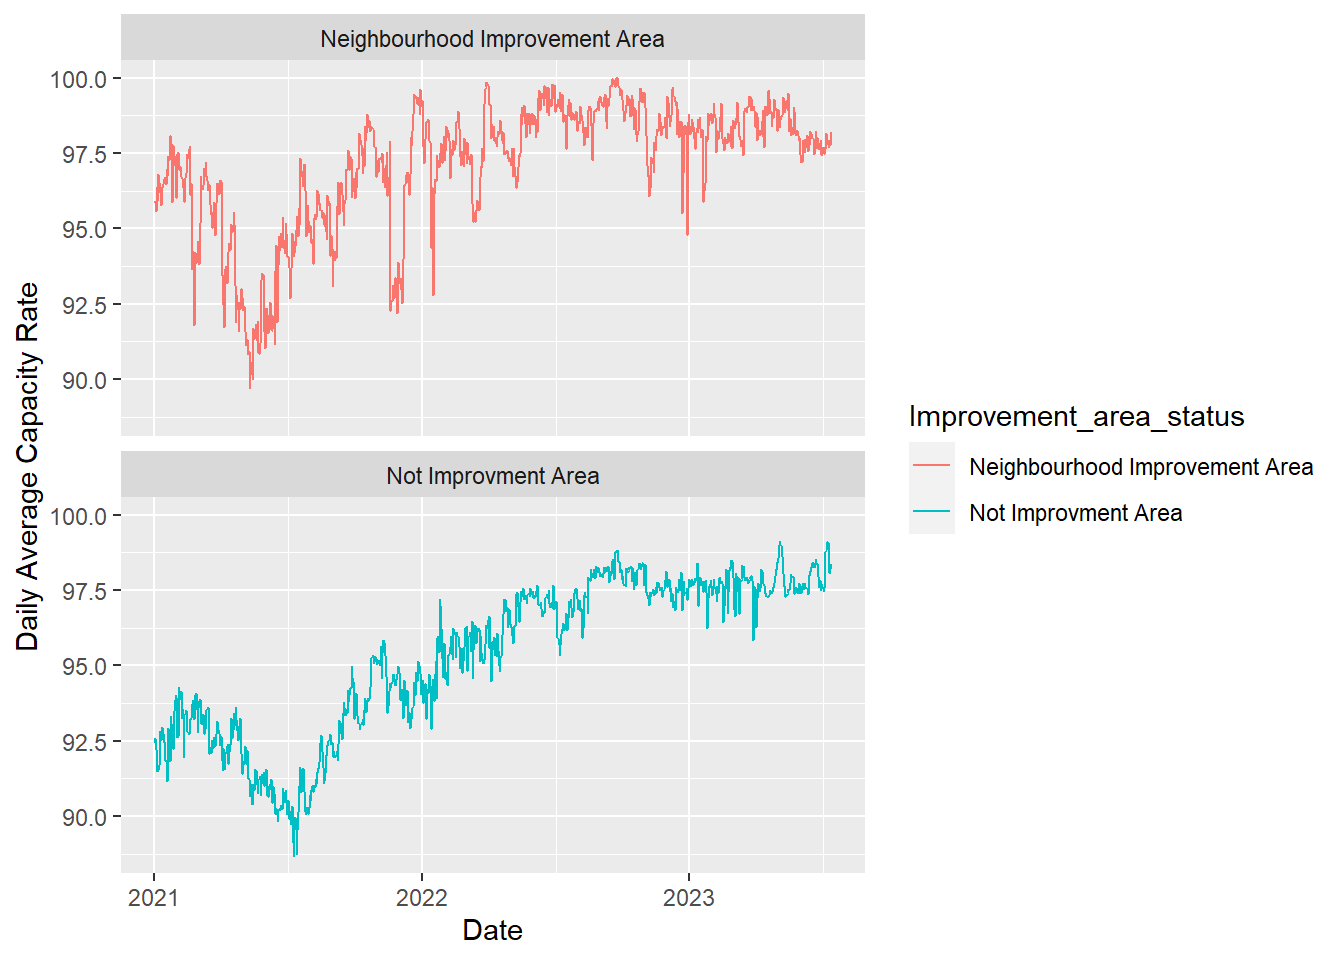 Neighbourhood Improvement Area
100.0
97.5
95.0
92.5
90.0
Not Improvment Area
100.0
97.5
95.0
92.5
90.0
2021
2022
2023
Date
Daily Average Capacity Rate
Improvement_area_status
Neighbourhood Improvement Area
Not Improvment Area